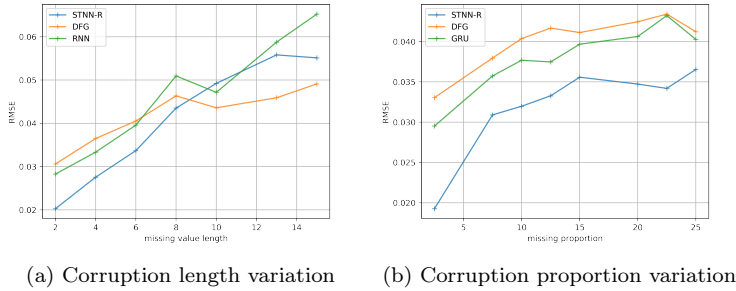 STNN-R
DFG
RNN
0.06
0.05
0.04
0.03
0.02
RMSE
2 4 6 8 10 12 14
missing value length
(a) Corruption length variation
STNN-R
DFG
GRU
0.040
0.035
0.030
0.025
0.020
RMSE
5 10 15 20 25
missing proportion
(b) Corruption proportion variation